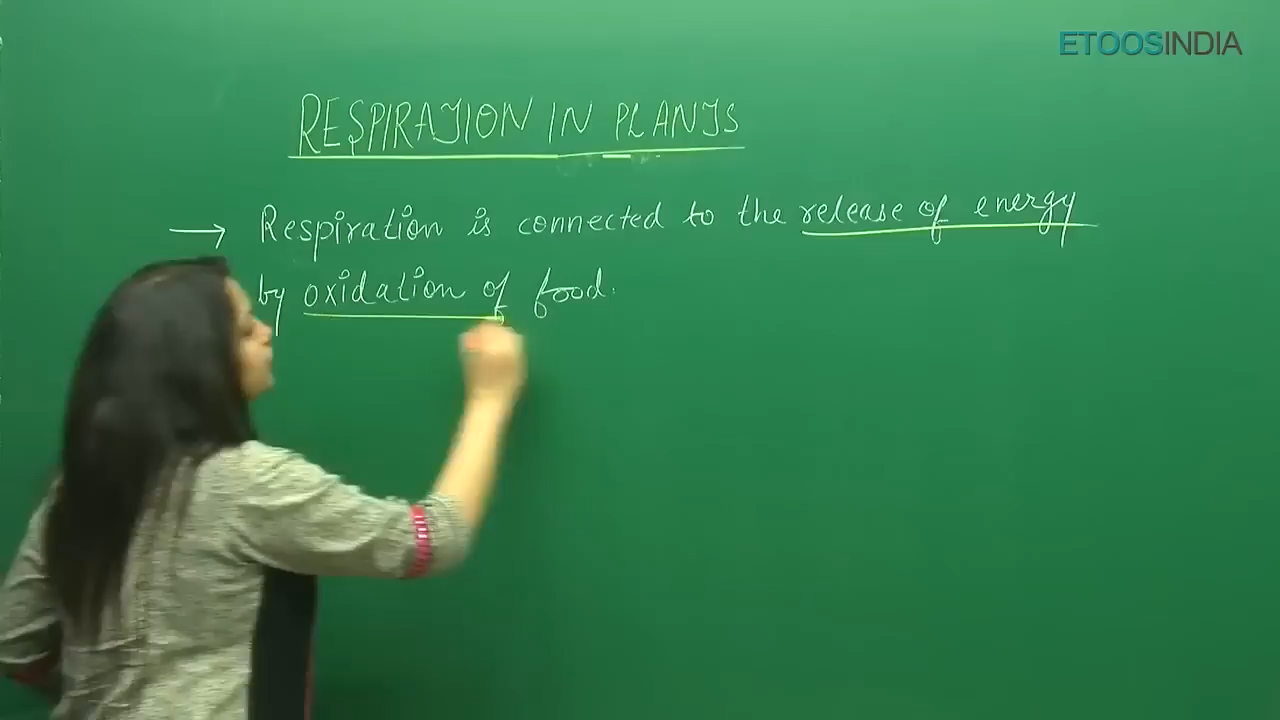 ETOOSINDIA
RESPIRATION IN PLANTS
→ Respiration is connected to the release of energy
by oxidation of food.